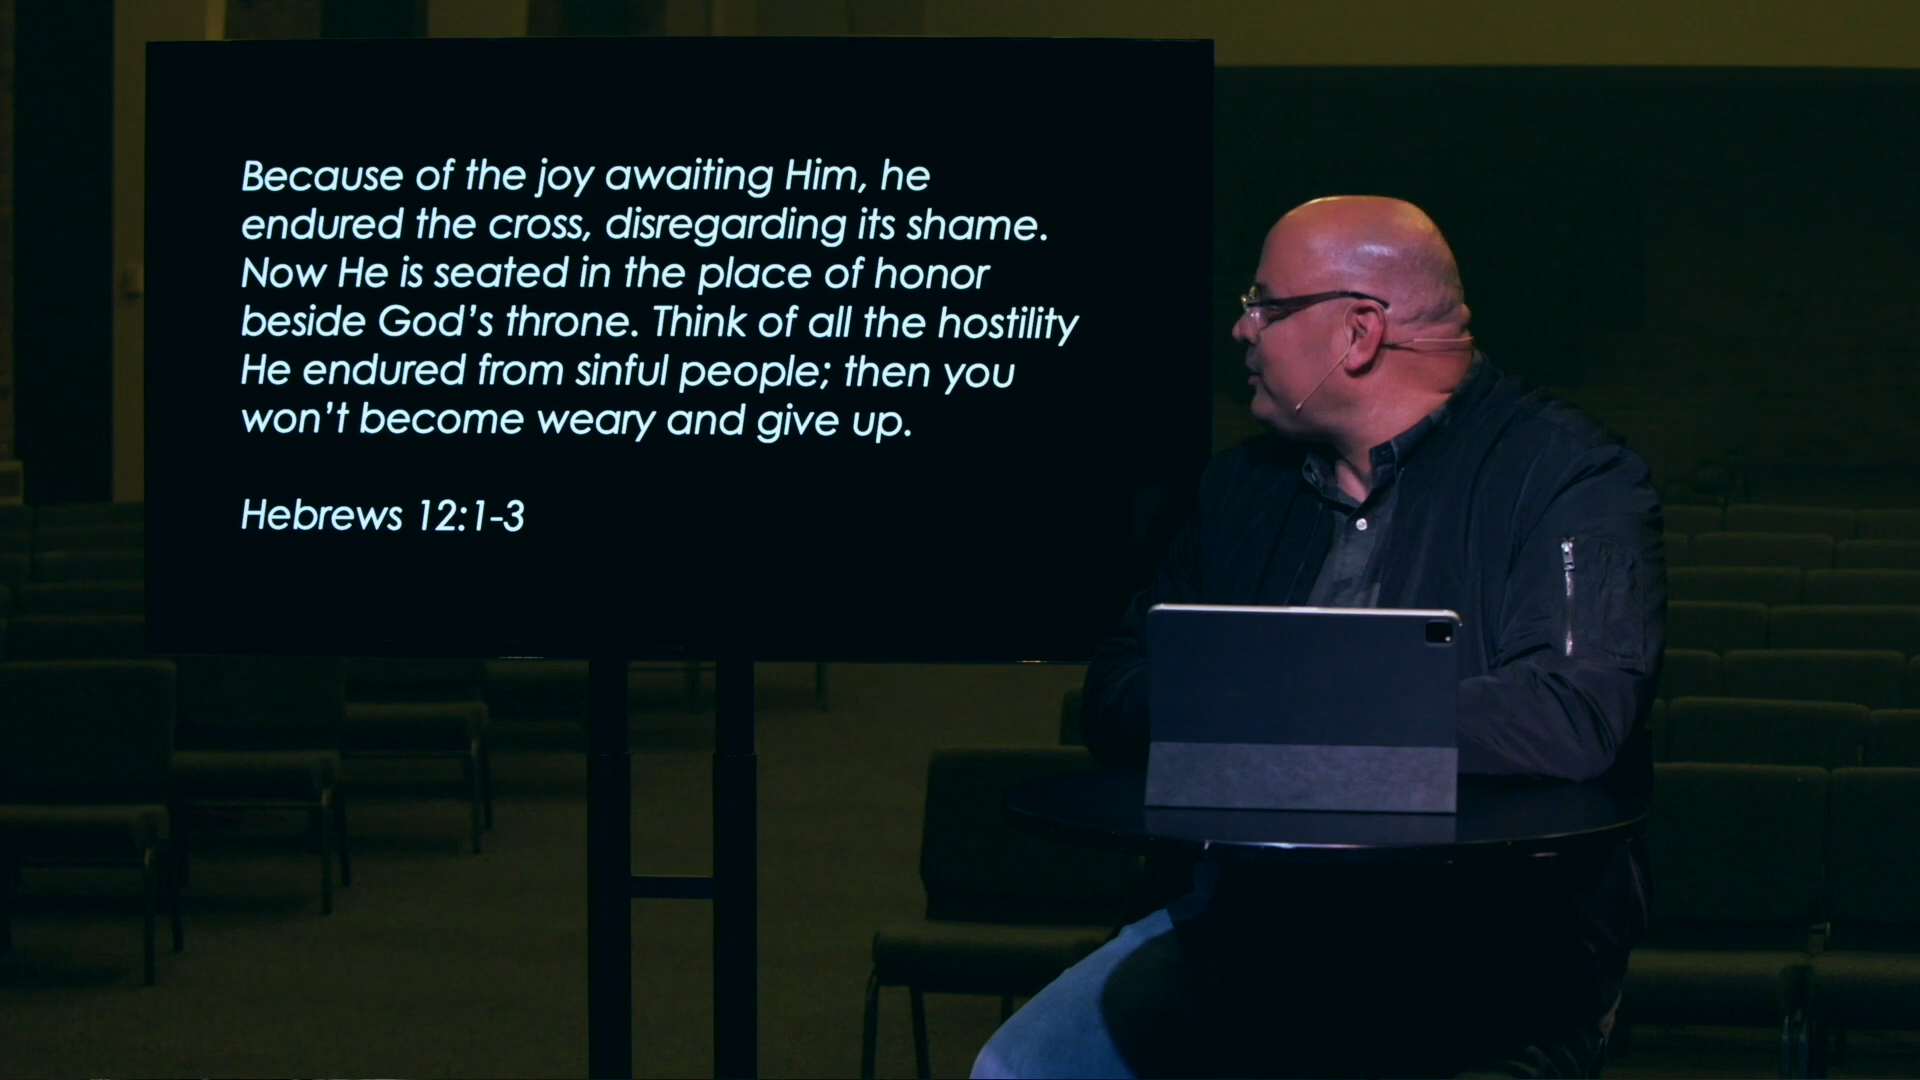 Because of the joy awaiting Him, he
endured the cross, disregarding its shame.
Now He is seated in the place of honor
beside God's throne. Think of all the hostility
He endured from sinful people; then you
won't become weary and give up.
Hebrews 12:1-3